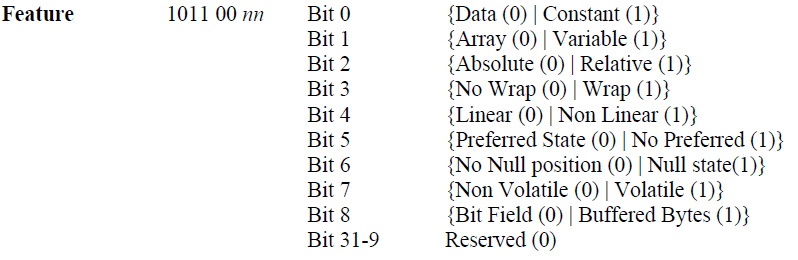 Feature 1011 00 nn Bit 0 {Data (0) | Constant (1)}
Bit 1 {Array (0) | Variable (1)}
Bit 2 {Absolute (0) | Relative (1)}
Bit 3 {No Wrap (0) | Wrap (1)}
Bit 4 {Linear (0) | Non Linear (1)}
Bit 5 {Preferred State (0) | No Preferred (1)}
Bit 6 {No Null position (0) | Null state(1)}
Bit 7 {Non Volatile (0) | Volatile (1)}
Bit 8 {Bit Field (0) | Buffered Bytes (1)}
Bit 31-9 Reserved (0)